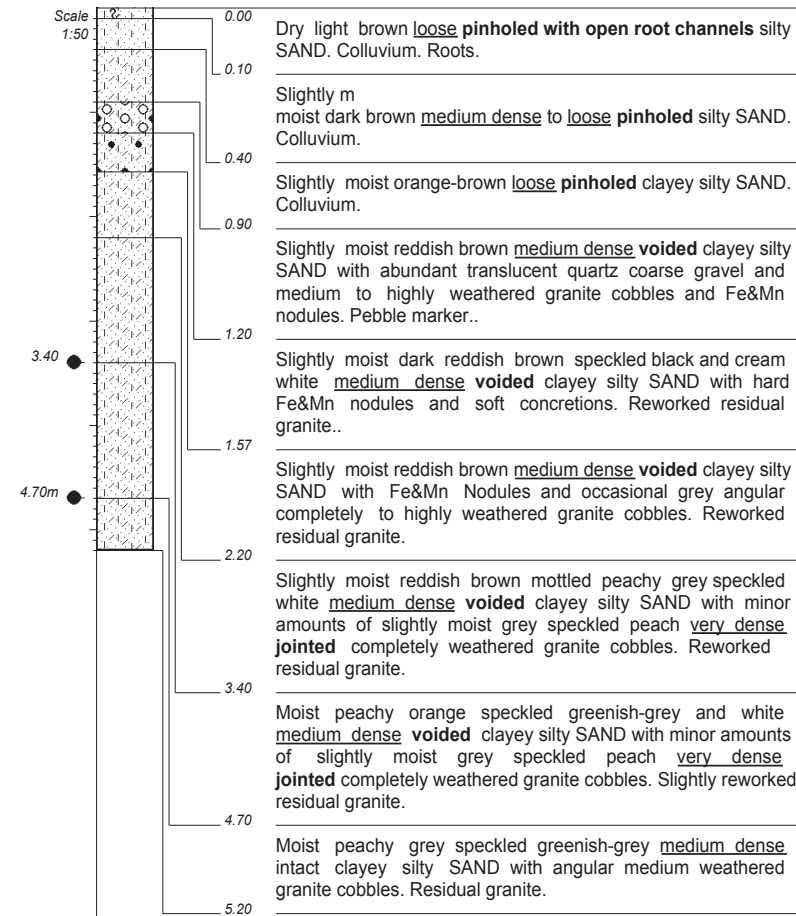 Scale
1:50
?
0.00
Dry light brown loose pinholed with open root channels silty
SAND. Colluvium. Roots.
0.10
Slightly m
moist dark brown medium dense to loose pinholed silty SAND.
Colluvium.
0.40
Slightly moist orange-brown loose pinholed clayey silty SAND.
Colluvium.
0.90
Slightly moist reddish brown medium dense voided clayey silty
SAND with abundant translucent quartz coarse gravel and
medium to highly weathered granite cobbles and Fe&Mn
nodules. Pebble marker..
1.20
Slightly moist dark reddish brown speckled black and cream
white medium dense voided clayey silty SAND with hard
Fe&Mn nodules and soft concretions. Reworked residual
granite..
3.40
1.57
Slightly moist reddish brown medium dense voided clayey silty
SAND with Fe&Mn Nodules and occasional grey angular
completely to highly weathered granite cobbles. Reworked
residual granite.
4.70m
2.20
Slightly moist reddish brown mottled peachy grey speckled
white medium dense voided clayey silty SAND with minor
amounts of slightly moist grey speckled peach very dense
jointed completely weathered granite cobbles. Reworked
residual granite.
3.40
Moist peachy orange speckled greenish-grey and white
medium dense voided clayey silty SAND with minor amounts
of slightly moist grey speckled peach very dense
jointed completely weathered granite cobbles. Slightly reworked
residual granite.
4.70
Moist peachy grey speckled greenish-grey medium dense
intact clayey silty SAND with angular medium weathered
granite cobbles. Residual granite.
5.20